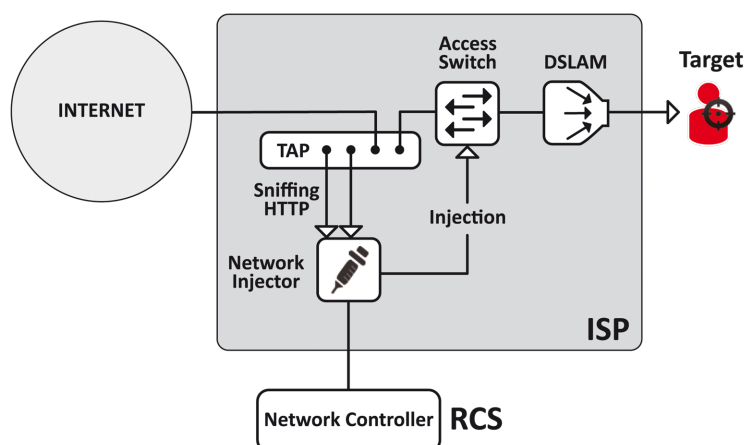 Access
Switch
DSLAM
Target
INTERNET
TAP
Sniffing
HTTP
Injection
Network
Injector
ISP
Network Controller
RCS